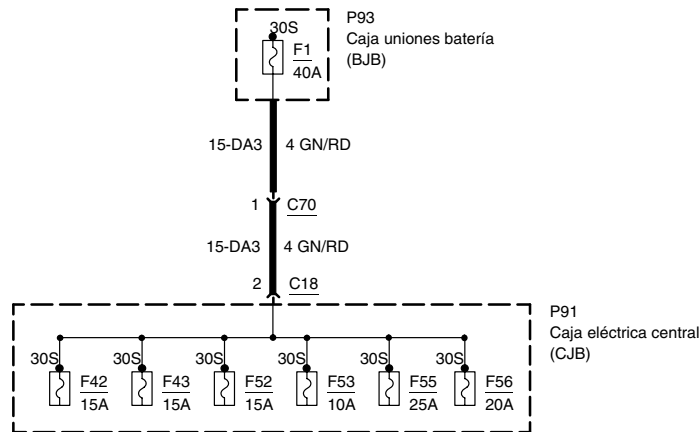 P93
Caja uniones batería
(BJB)
30S
F1
40A
15-DA3 4 GN/RD
1 C70
15-DA3 4 GN/RD
2 C18
P91
Caja eléctrica central
(CJB)
30S 30S 30S 30S 30S 30S
F42 F43 F52 F53 F55 F56
15A 15A 15A 10A 25A 20A